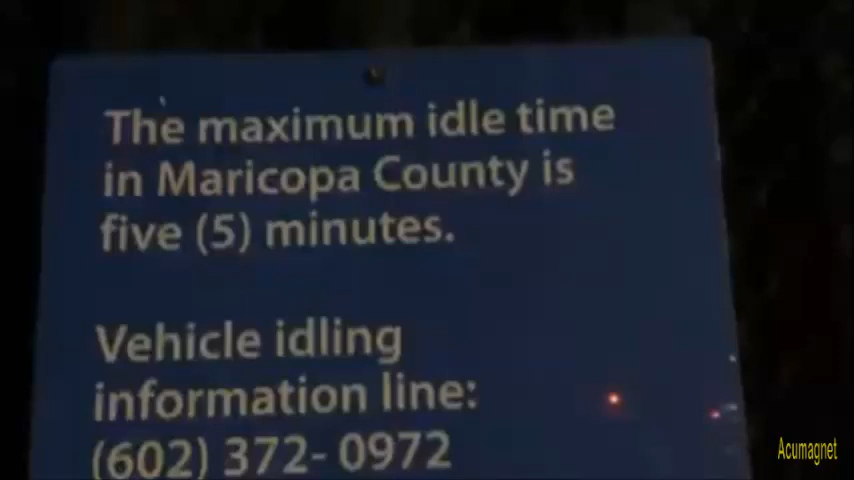 The maximum idle time
in Maricopa County is
five (5) minutes.
Vehicle idling
information line:
(602) 372- 0972
Acumagnet